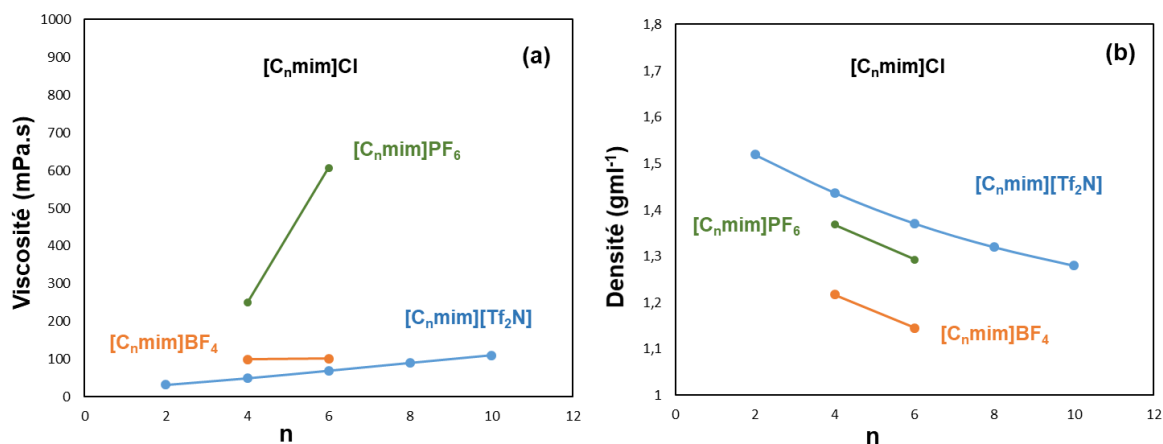 1000
900
800
700
600
500
400
300
200
100
0
0 2 4 6 8 10 12
n
Viscosité (mPa.s)
[Cnmim]Cl
(a)
[Cnmim]PF6
[Cnmim][Tf2N]
[Cnmim]BF4
1,8
1,7
1,6
1,5
1,4
1,3
1,2
1,1
1
0 2 4 6 8 10 12
n
Densité (gml-1)
[Cnmim]Cl
(b)
[Cnmim][Tf2N]
[Cnmim]PF6
[Cnmim]BF4